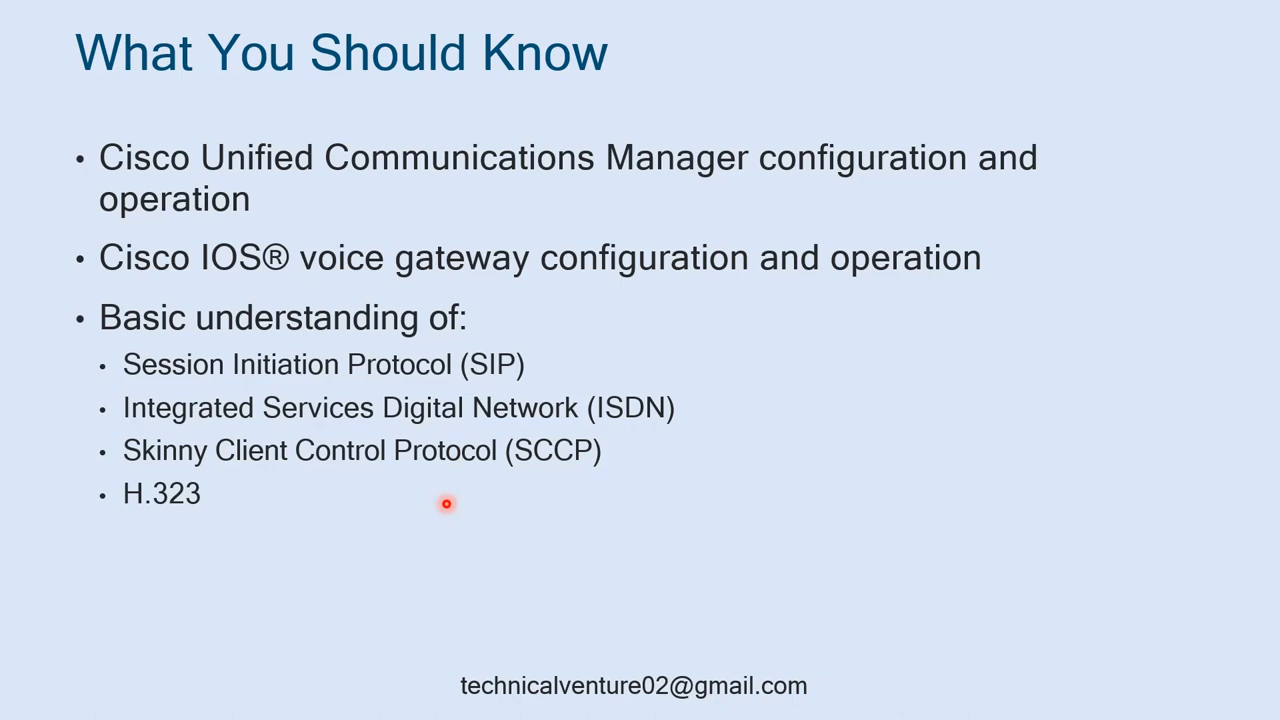 What You Should Know
• Cisco Unified Communications Manager configuration and
operation
• Cisco IOS® voice gateway configuration and operation
• Basic understanding of:
• Session Initiation Protocol (SIP)
• Integrated Services Digital Network (ISDN)
• Skinny Client Control Protocol (SCCP)
• H.323
technicalventure02@gmail.com